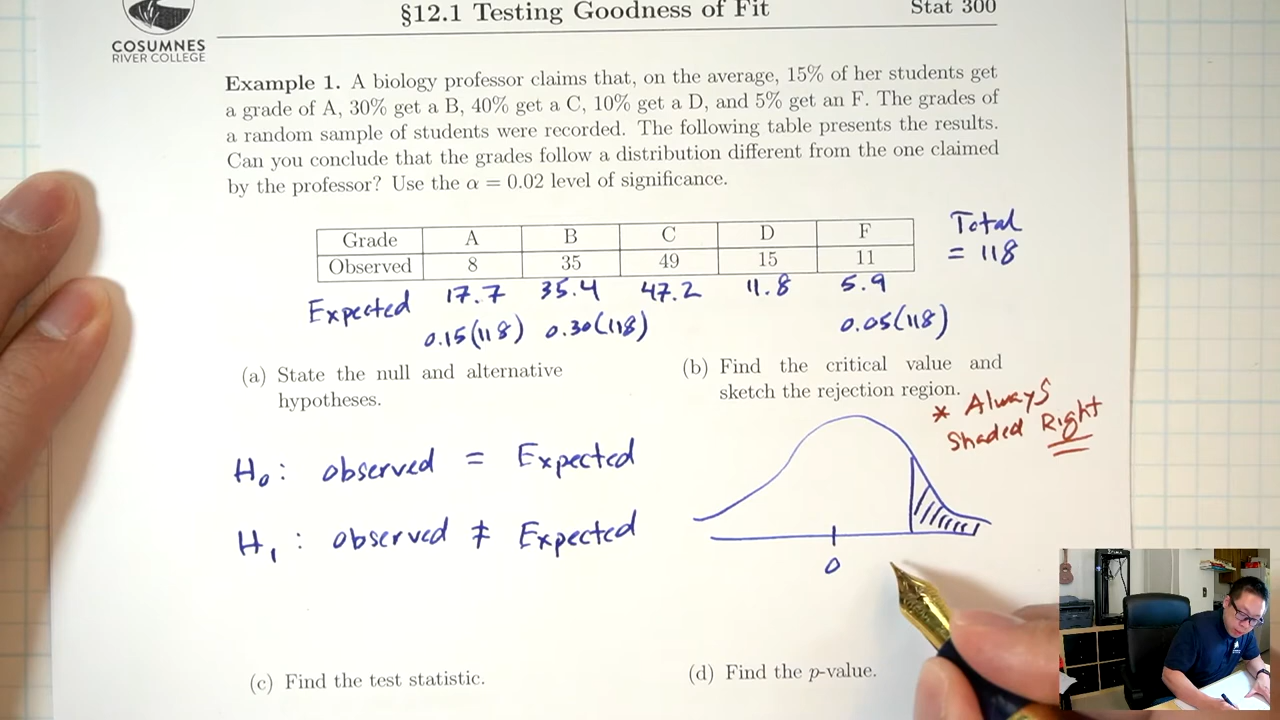 §12.1 Testing Goodness of Fit
Stat 300
COSUMNES
RIVER COLLEGE
Example 1. A biology professor claims that, on the average, 15% of her students get
a grade of A, 30% get a B, 40% get a C, 10% get a D, and 5% get an F. The grades of
a random sample of students were recorded. The following table presents the results.
Can you conclude that the grades follow a distribution different from the one claimed
by the professor? Use the α = 0.02 level of significance.
Grade A B C D F
Observed 8 35 49 15 11
Total
= 118
Expected 17.7 35.4 47.2 11.8 5.9
0.15(118) 0.30(118) 0.05(118)
(a) State the null and alternative
hypotheses.
(b) Find the critical value and
sketch the rejection region.
* Always
Shaded Right
H₀: observed = Expected
H₁: observed ≠ Expected
0
(c) Find the test statistic.
(d) Find the p-value.